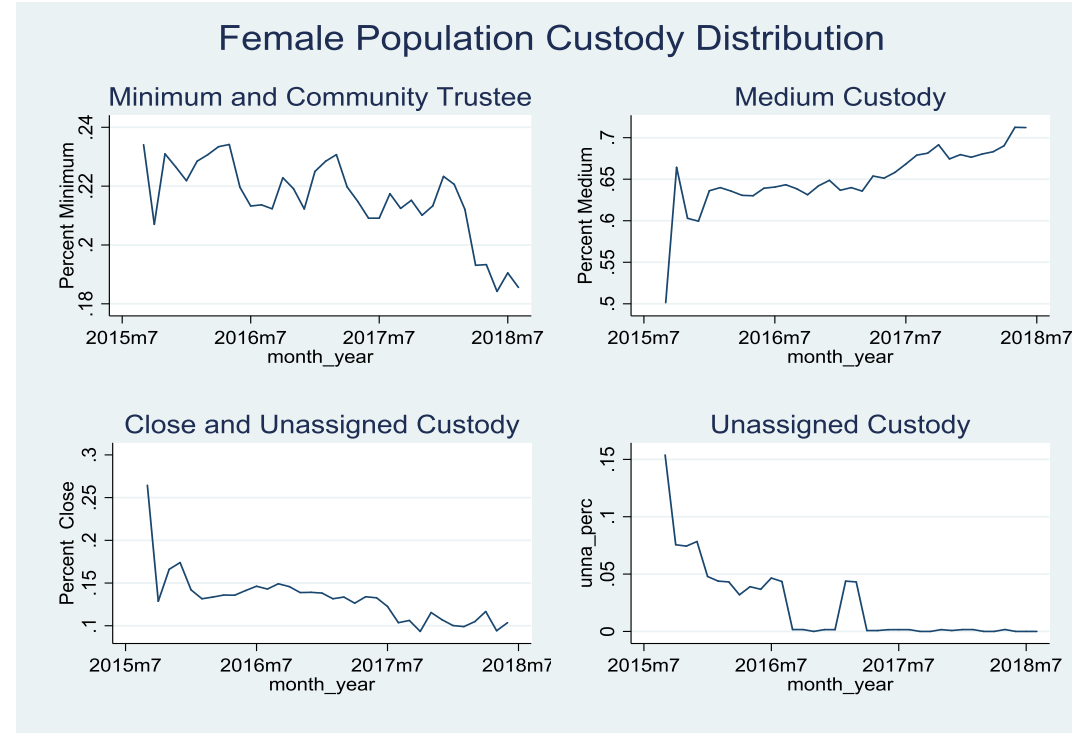 Female Population Custody Distribution
Minimum and Community Trustee
Percent Minimum
.24
.22
.2
.18
2015m7 2016m7 2017m7 2018m7
month_year
Medium Custody
Percent Medium
.7
.65
.6
.55
.5
2015m7 2016m7 2017m7 2018m7
month_year
Close and Unassigned Custody
Percent Close
.3
.25
.2
.15
.1
2015m7 2016m7 2017m7 2018m7
month_year
Unassigned Custody
unna_perc
.15
.1
.05
0
2015m7 2016m7 2017m7 2018m7
month_year